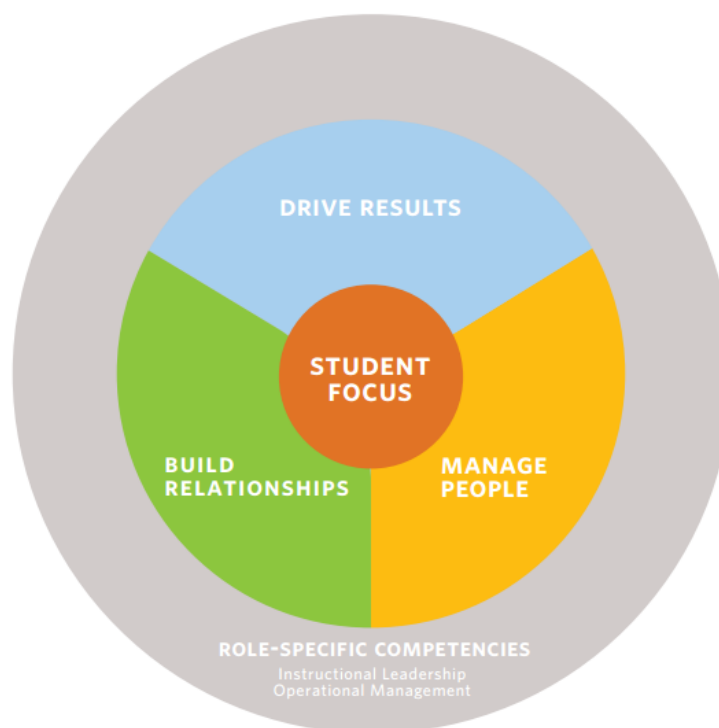 DRIVE RESULTS
STUDENT
FOCUS
BUILD
RELATIONSHIPS
MANAGE
PEOPLE
ROLE-SPECIFIC COMPETENCIES
Instructional Leadership
Operational Management